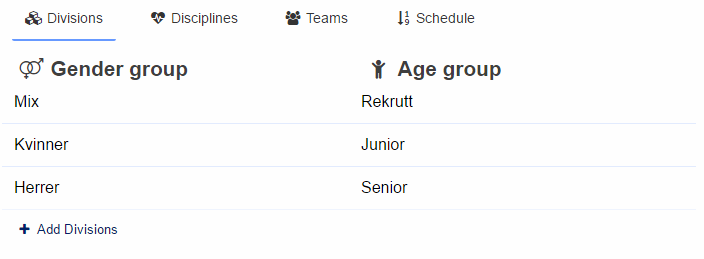 Divisions Disciplines Teams Schedule
Gender group Age group
Mix Rekrutt
Kvinner Junior
Herrer Senior
+ Add Divisions